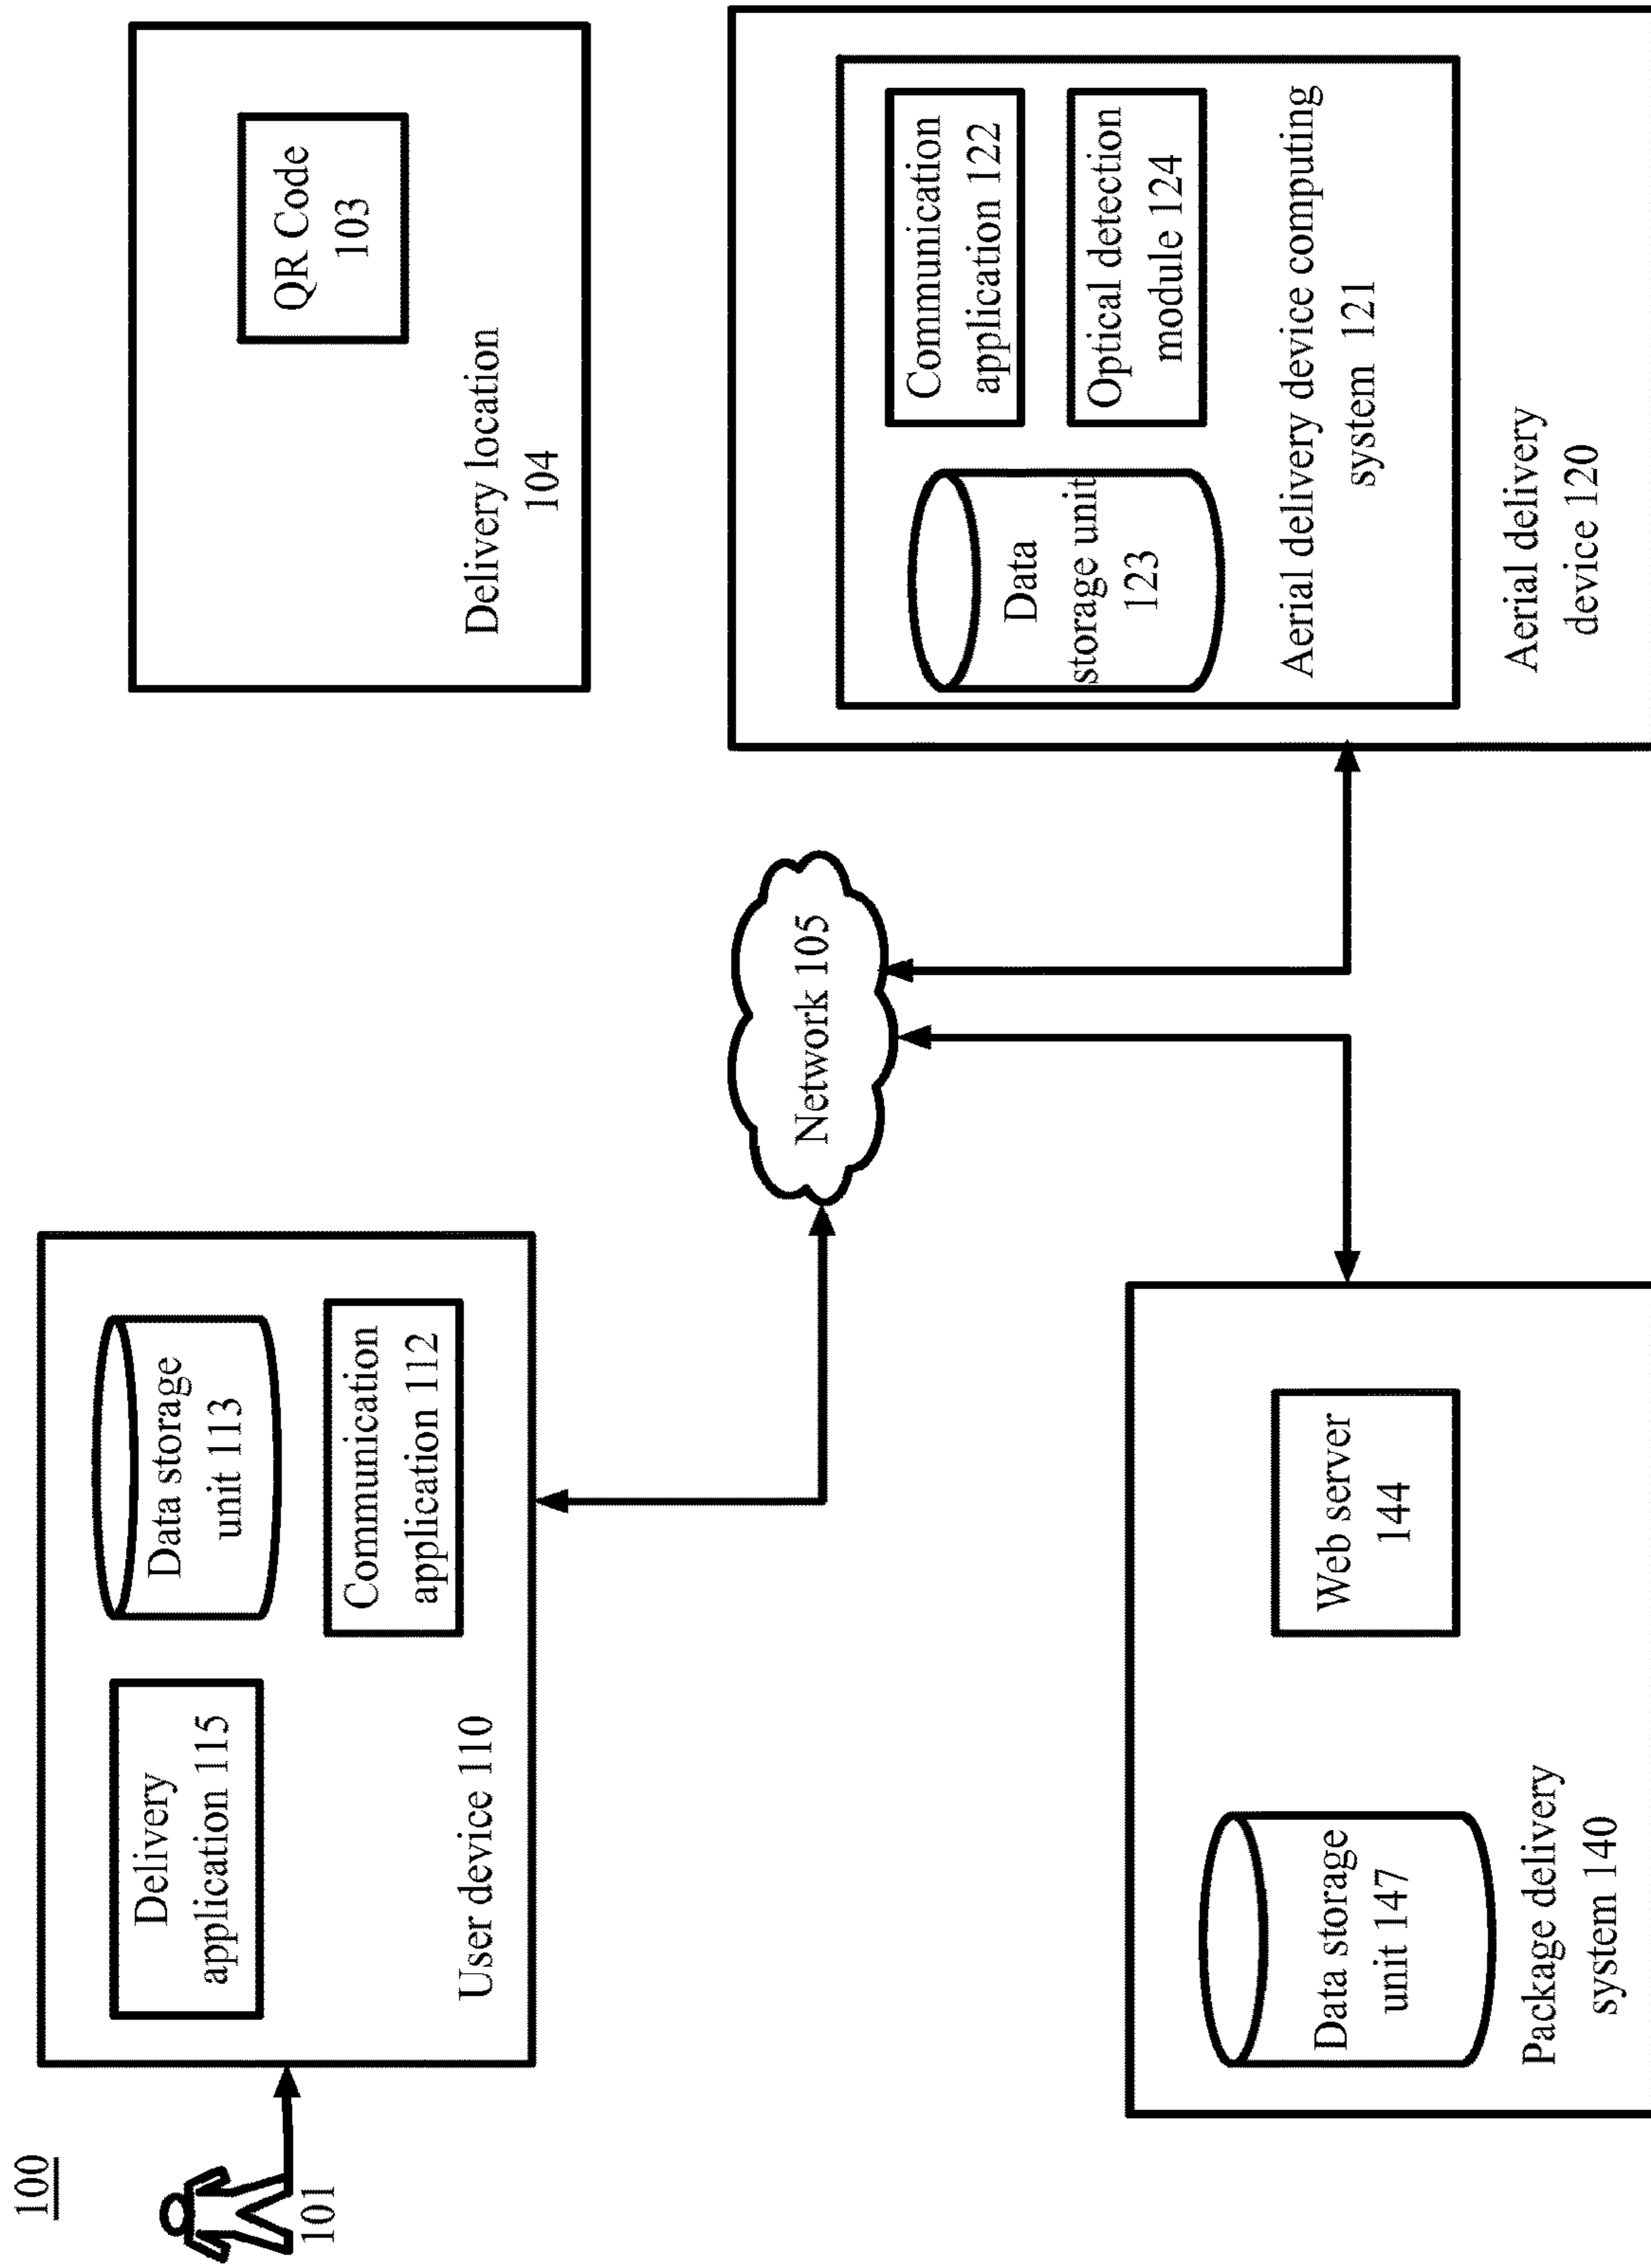 100
101
Delivery
application 115
Data storage
unit 113
Communication
application 112
User device 110
QR Code
103
Delivery location
104
Network 105
Data storage
unit 147
Web server
144
Package delivery
system 140
Data
storage unit
123
Communication
application 122
Optical detection
module 124
Aerial delivery device computing
system 121
Aerial delivery
device 120